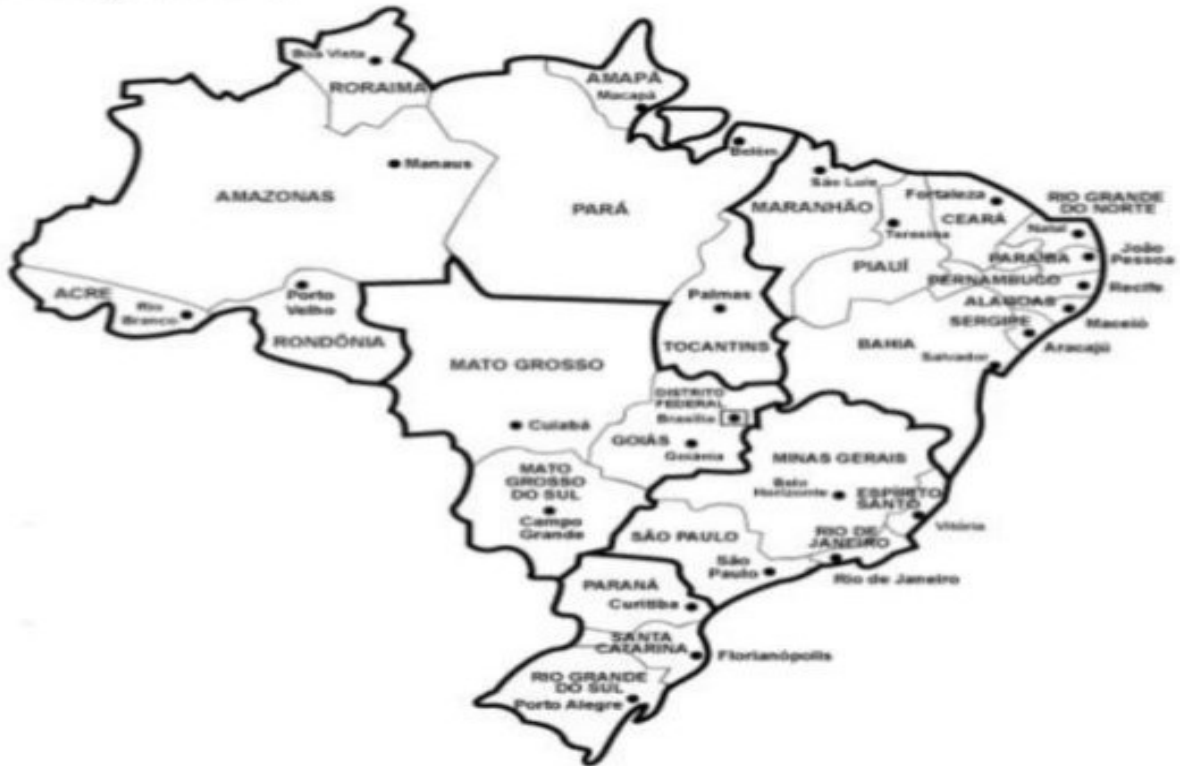 Boa Vista
RORAIMA
AMAPÁ
Macapá
Manaus
AMAZONAS
PARÁ
Belém
São Luis
MARANHÃO
Teresina
PIAUÍ
Fortaleza
CEARÁ
RIO GRANDE
DO NORTE
Natal
PARAÍBA
João
Pessoa
PERNAMBUCO
Recife
ALAGOAS
Maceió
SERGIPE
Aracajú
ACRE
Rio
Branco
Porto
Velho
RONDÔNIA
MATO GROSSO
Cuiabá
Palmas
TOCANTINS
BAHIA
Salvador
DISTRITO
FEDERAL
Brasília
GOIÁS
Goiânia
MATO
GROSSO
DO SUL
Campo
Grande
MINAS GERAIS
Belo
Horizonte
ESPÍRITO
SANTO
Vitória
SÃO PAULO
São
Paulo
RIO DE
JANEIRO
Rio de Janeiro
PARANÁ
Curitiba
SANTA
CATARINA
Florianópolis
RIO GRANDE
DO SUL
Porto Alegre